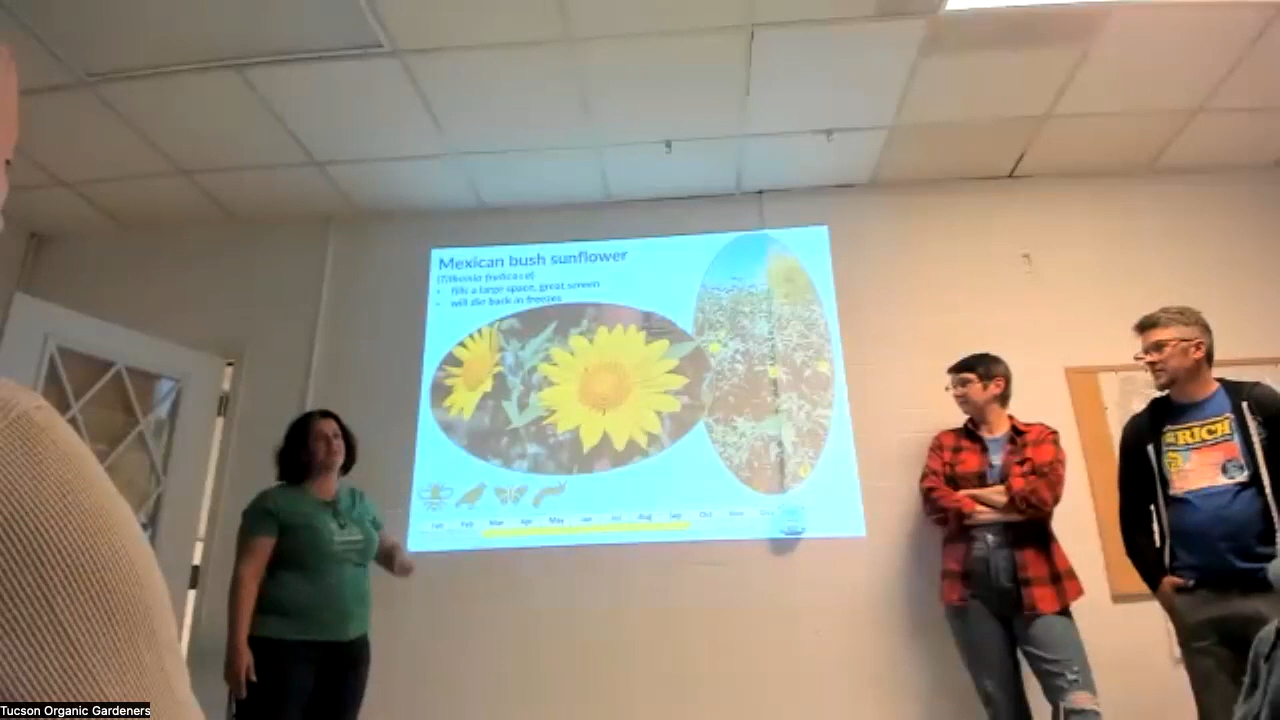 Mexican bush sunflower
(Tithonia fruticosa)
• fills a large space, great screen
• will die back in freezes
Jan Feb Mar Apr May Jun Jul Aug Sep Oct Nov Dec
RICH
Tucson Organic Gardeners